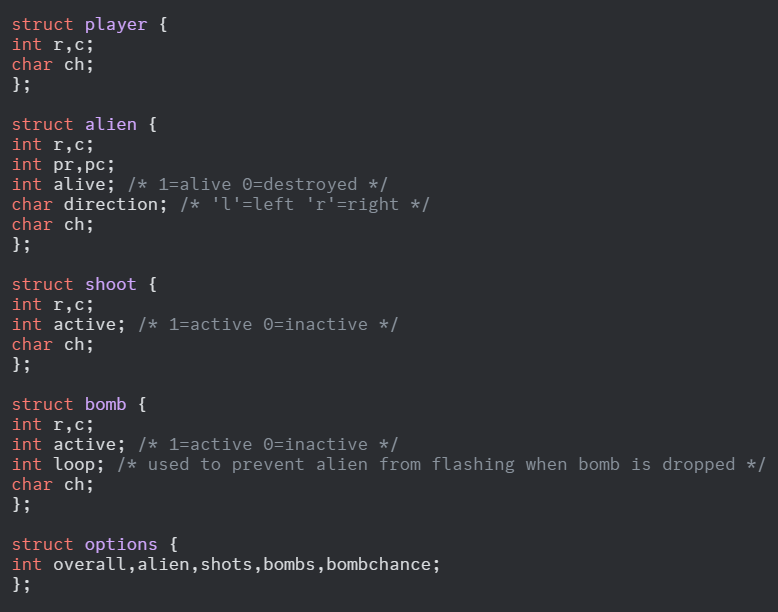 struct player {
int r,c;
char ch;
};

struct alien {
int r,c;
int pr,pc;
int alive; /* 1=alive 0=destroyed */
char direction; /* 'l'=left 'r'=right */
char ch;
};

struct shoot {
int r,c;
int active; /* 1=active 0=inactive */
char ch;
};

struct bomb {
int r,c;
int active; /* 1=active 0=inactive */
int loop; /* used to prevent alien from flashing when bomb is dropped */
char ch;
};

struct options {
int overall,alien,shots,bombs,bombchance;
};